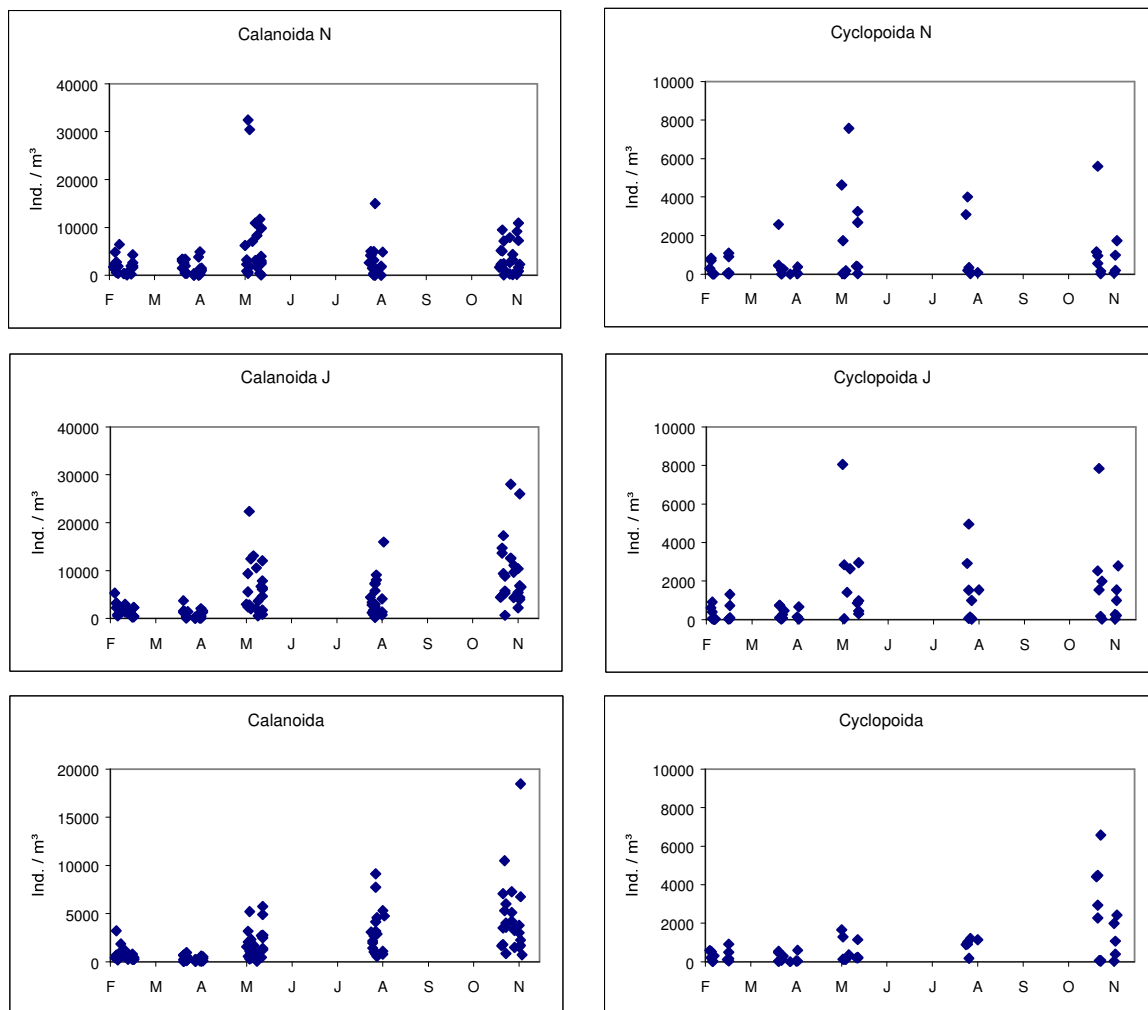 Calanoida N
40000
30000
20000
10000
0
Ind. / m³
F M A M J J A S O N
Cyclopoida N
10000
8000
6000
4000
2000
0
Ind. / m³
F M A M J J A S O N
Calanoida J
40000
30000
20000
10000
0
Ind. / m³
F M A M J J A S O N
Cyclopoida J
10000
8000
6000
4000
2000
0
Ind. / m³
F M A M J J A S O N
Calanoida
20000
15000
10000
5000
0
Ind. / m³
F M A M J J A S O N
Cyclopoida
10000
8000
6000
4000
2000
0
Ind. / m³
F M A M J J A S O N